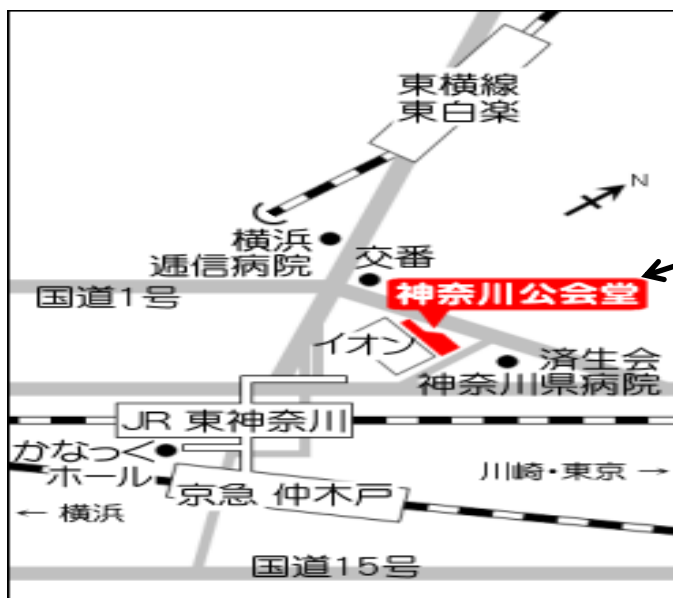 東横線
東白楽
N
横浜
逓信病院
交番
国道1号
神奈川公会堂
イオン
済生会
神奈川県病院
JR 東神奈川
かなっく
ホール
川崎・東京 →
京急 仲木戸
← 横浜
国道15号